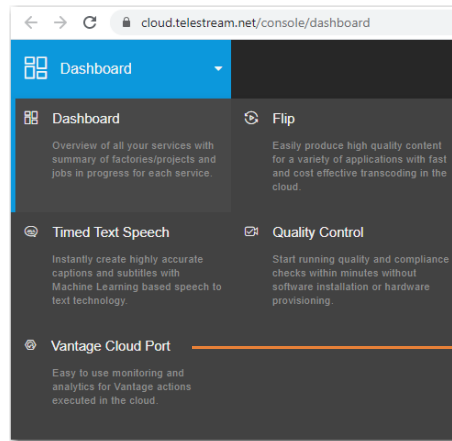 cloud.telestream.net/console/dashboard
Dashboard
Dashboard
Overview of all your services with
summary of factories/projects and
jobs in progress for each service.
Flip
Easily produce high quality content
for a variety of applications with fast
and cost effective transcoding in the
cloud.
Timed Text Speech
Instantly create highly accurate
captions and subtitles with
Machine Learning based speech to
text technology.
Quality Control
Start running quality and compliance
checks within minutes without
software installation or hardware
provisioning.
Vantage Cloud Port
Easy to use monitoring and
analytics for Vantage actions
executed in the cloud.